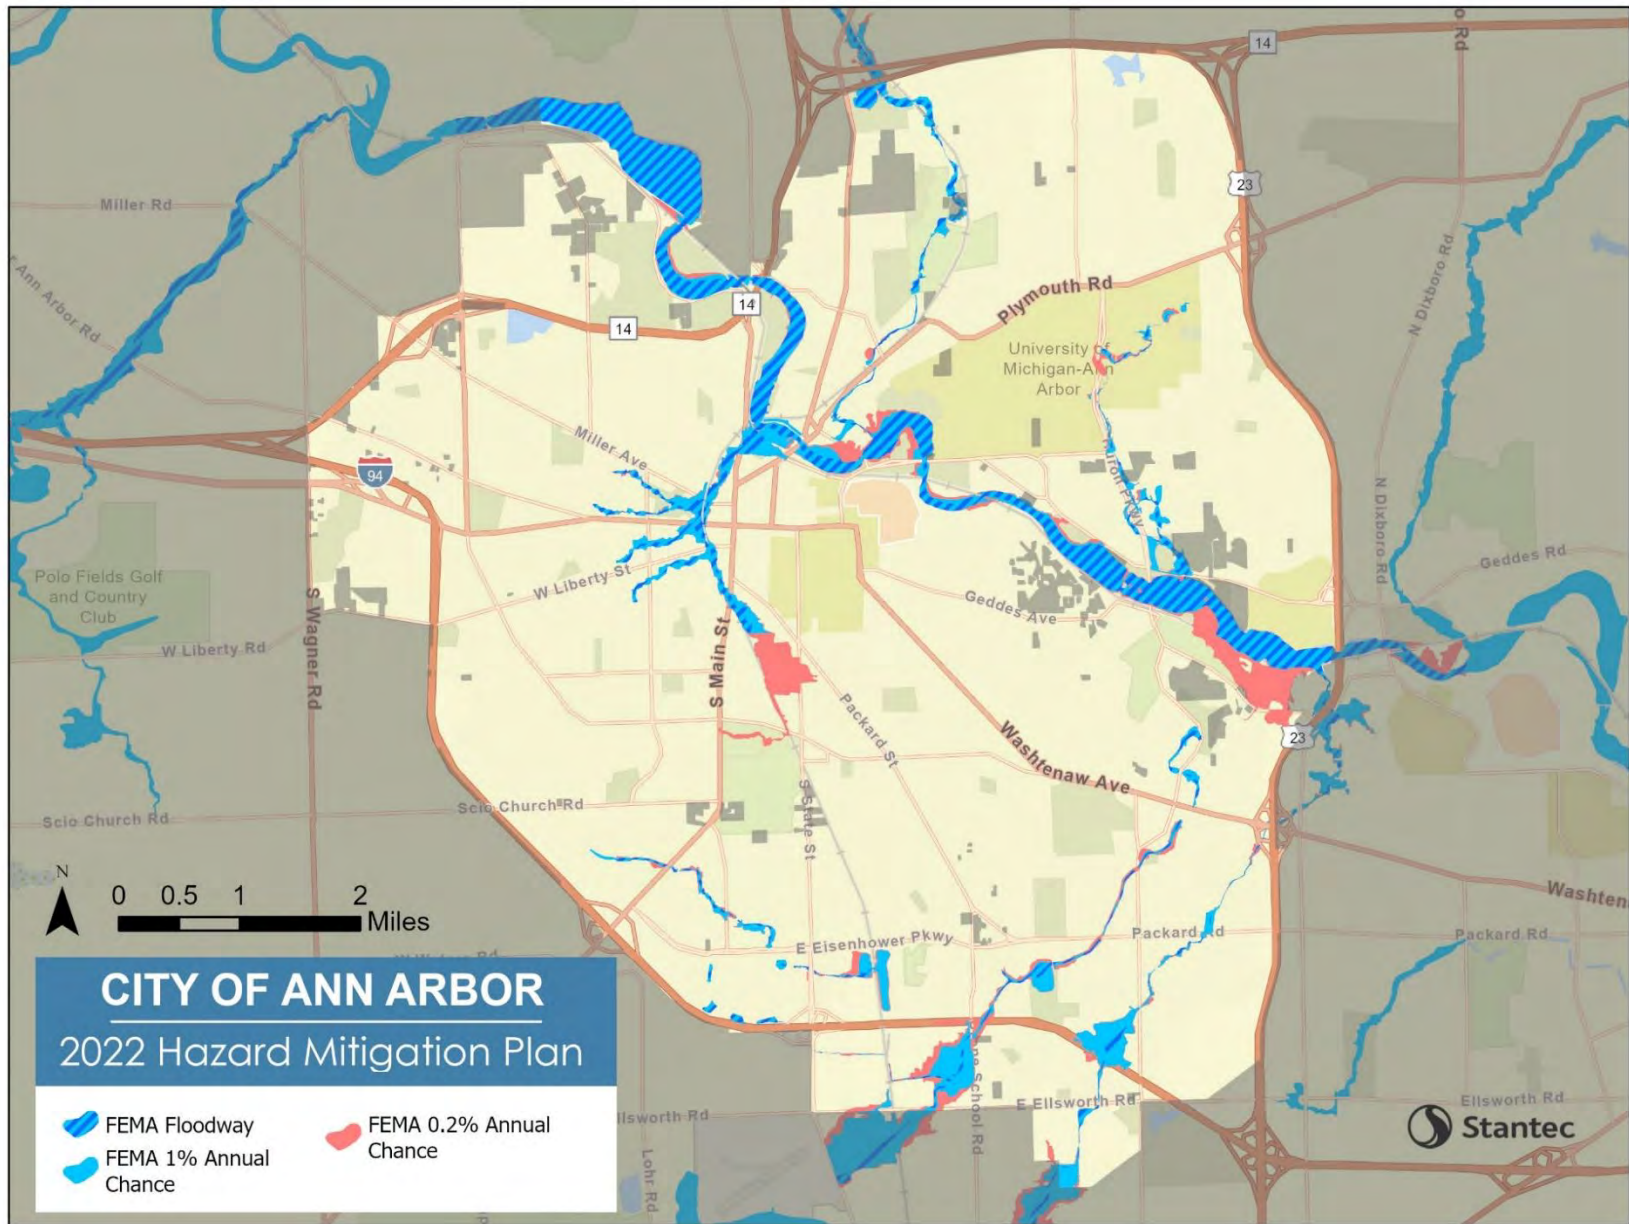 14
o Rd
23
Miller Rd
N Dixboro Rd
r Ann Arbor Rd
Plymouth Rd
14
14
University of
Michigan-Ann
Arbor
Miller Ave
94
Huron Pkwy
N Dixboro Rd
Geddes Rd
Polo Fields Golf
and Country
Club
W Liberty St
Geddes Ave
S Wagner Rd
W Liberty Rd
S Main St
Packard St
Washtenaw Ave
23
S State St
Scio Church Rd
Scio Church Rd
N
0 0.5 1 2
Miles
Washten
E Eisenhower Pkwy
Packard Rd
Packard Rd
CITY OF ANN ARBOR
2022 Hazard Mitigation Plan
School Rd
E Ellsworth Rd
Ellsworth Rd
llsworth Rd
Lohr Rd
FEMA Floodway
FEMA 1% Annual
Chance
FEMA 0.2% Annual
Chance
Stantec